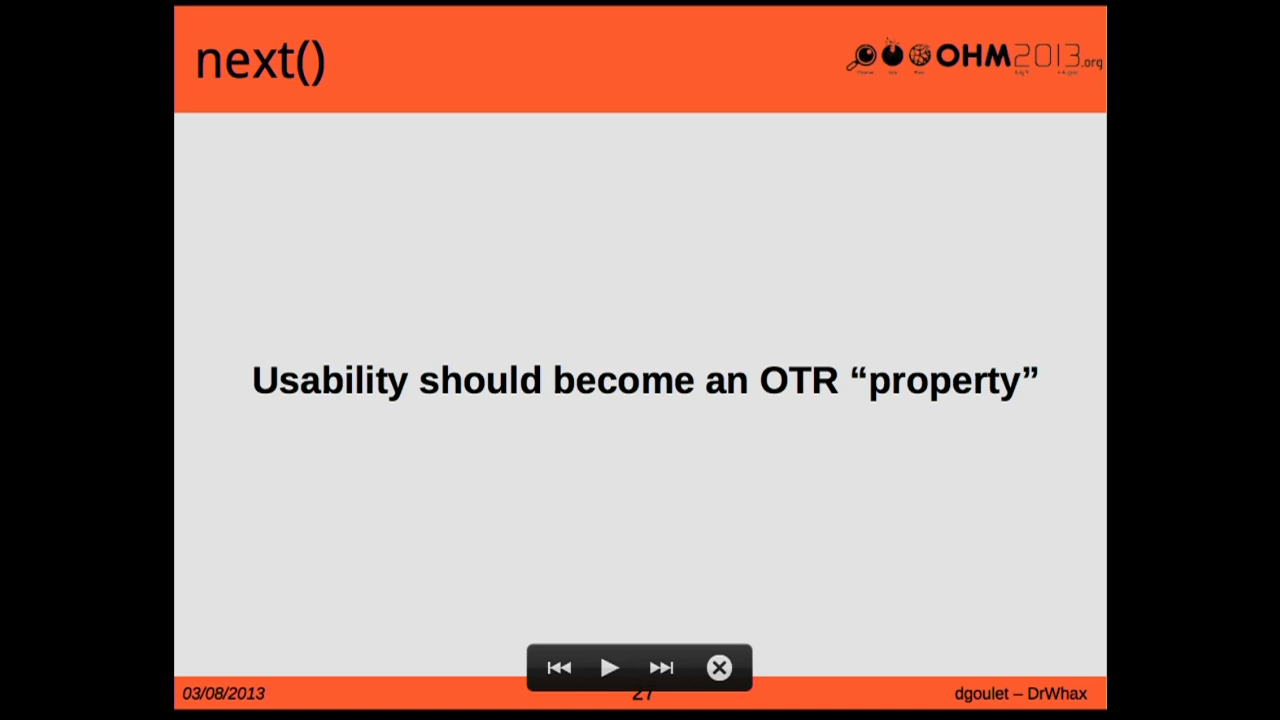 next()
OHM2013.org
Usability should become an OTR “property”
03/08/2013
27
dgoulet – DrWhax